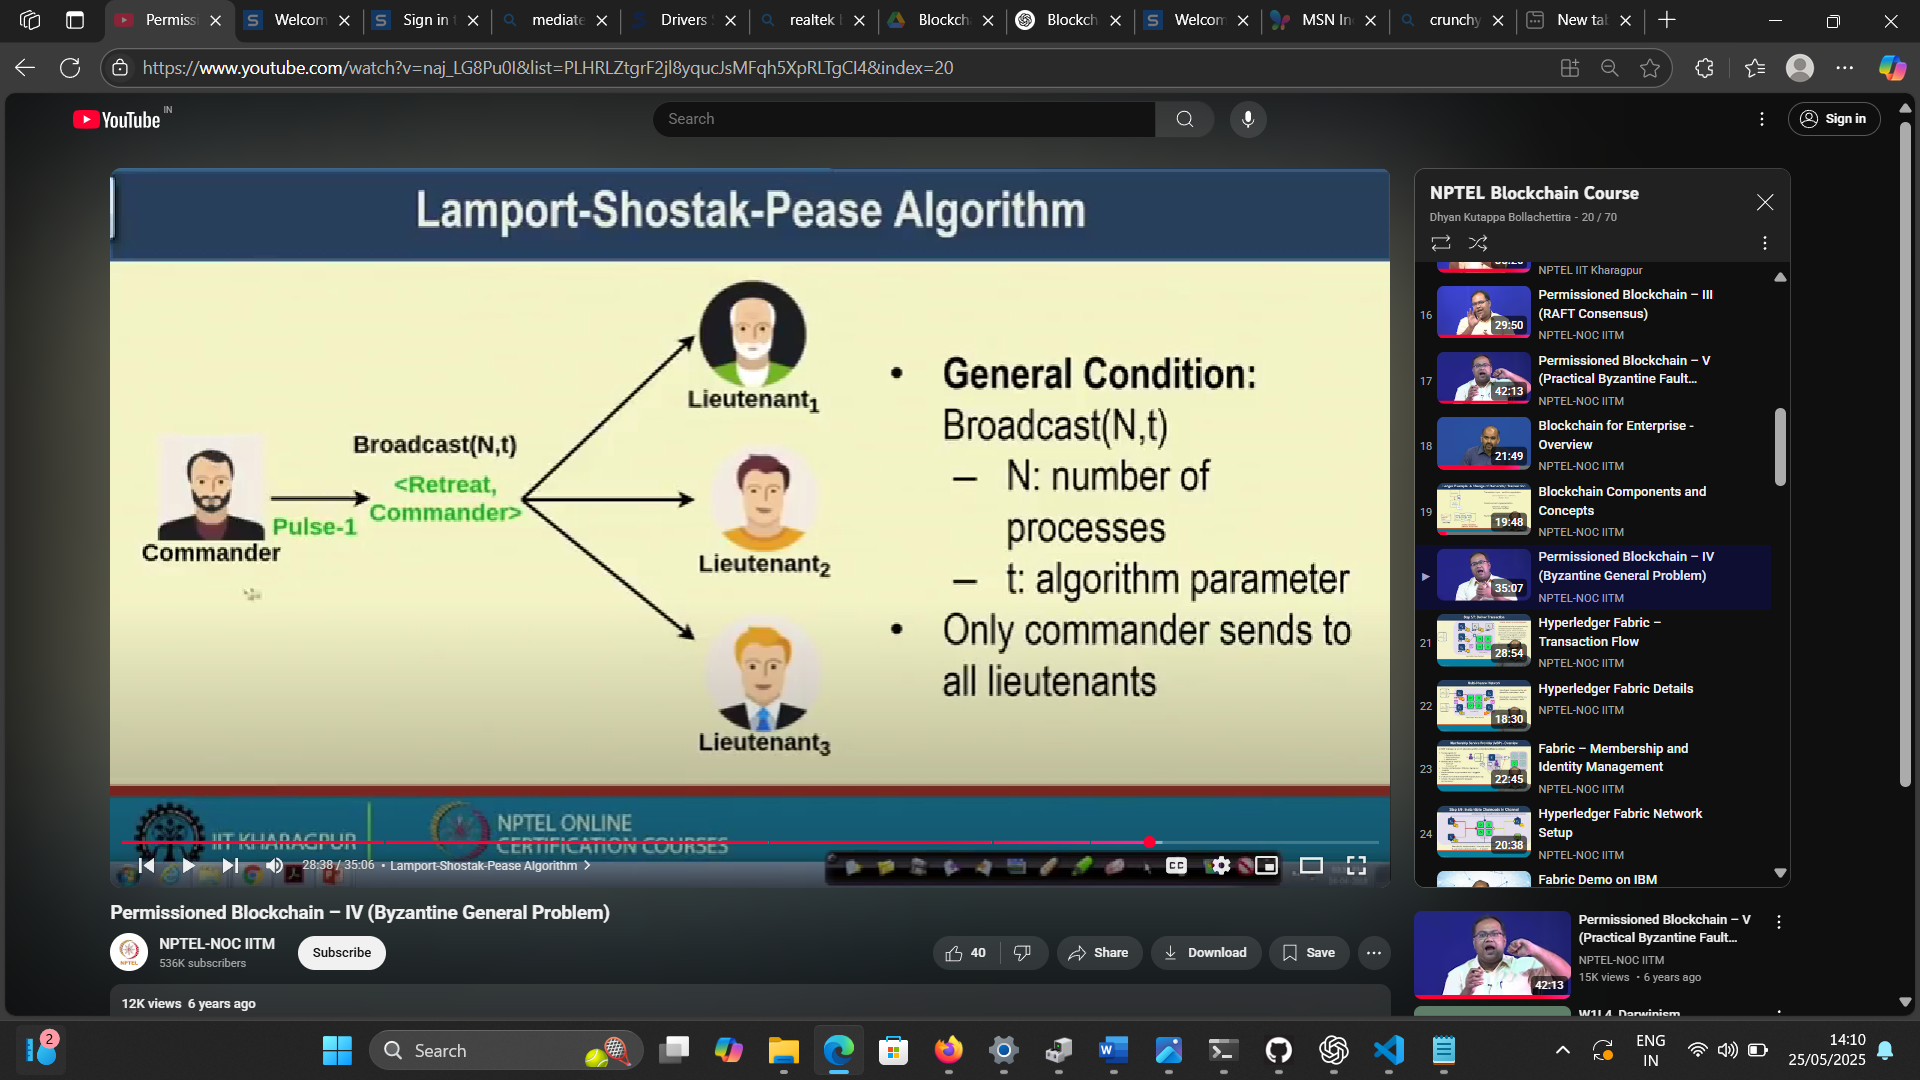 Permissi
Welcom
Sign in t
mediate
Drivers
realtek
Blockch
Blockch
Welcom
MSN In
crunchy
New ta
https://www.youtube.com/watch?v=naj_LG8Pu0I&list=PLHRLZtgrF2jl8yqucJsMFqh5XpRLTgCI4&index=20
YouTube IN
Search
Sign in
Lamport-Shostak-Pease Algorithm
Commander
Pulse-1
Broadcast(N,t)
<Retreat,
Commander>
Lieutenant1
Lieutenant2
Lieutenant3
• General Condition:
Broadcast(N,t)
– N: number of
processes
– t: algorithm parameter
• Only commander sends to
all lieutenants
IIT KHARAGPUR
NPTEL ONLINE
CERTIFICATION COURSES
28:38 / 35:06 • Lamport-Shostak-Pease Algorithm
CC
Permissioned Blockchain – IV (Byzantine General Problem)
NPTEL-NOC IITM
536K subscribers
Subscribe
40
Share
Download
Save
12K views 6 years ago
NPTEL Blockchain Course
Dhyan Kutappa Bollachettira - 20 / 70
NPTEL IIT Kharagpur
16
29:50
Permissioned Blockchain – III
(RAFT Consensus)
NPTEL-NOC IITM
17
42:13
Permissioned Blockchain – V
(Practical Byzantine Fault...
NPTEL-NOC IITM
18
21:49
Blockchain for Enterprise -
Overview
NPTEL-NOC IITM
19
19:48
Blockchain Components and
Concepts
NPTEL-NOC IITM
35:07
Permissioned Blockchain – IV
(Byzantine General Problem)
NPTEL-NOC IITM
21
28:54
Hyperledger Fabric –
Transaction Flow
NPTEL-NOC IITM
22
18:30
Hyperledger Fabric Details
NPTEL-NOC IITM
23
22:45
Fabric – Membership and
Identity Management
NPTEL-NOC IITM
24
20:38
Hyperledger Fabric Network
Setup
NPTEL-NOC IITM
Fabric Demo on IBM
42:13
Permissioned Blockchain – V
(Practical Byzantine Fault...
NPTEL-NOC IITM
15K views • 6 years ago
W1L4_Darwinism
2
Search
ENG
IN
14:10
25/05/2025